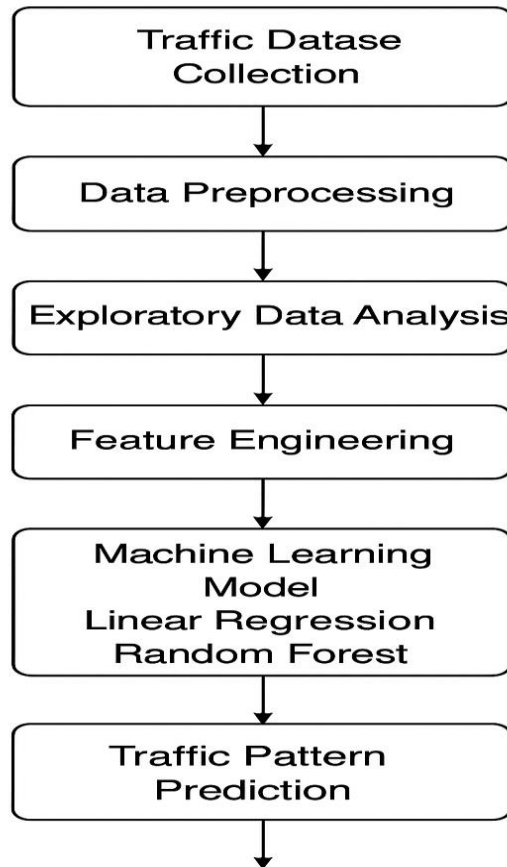 Traffic Datase
Collection
Data Preprocessing
Exploratory Data Analysis
Feature Engineering
Machine Learning
Model
Linear Regression
Random Forest
Traffic Pattern
Prediction